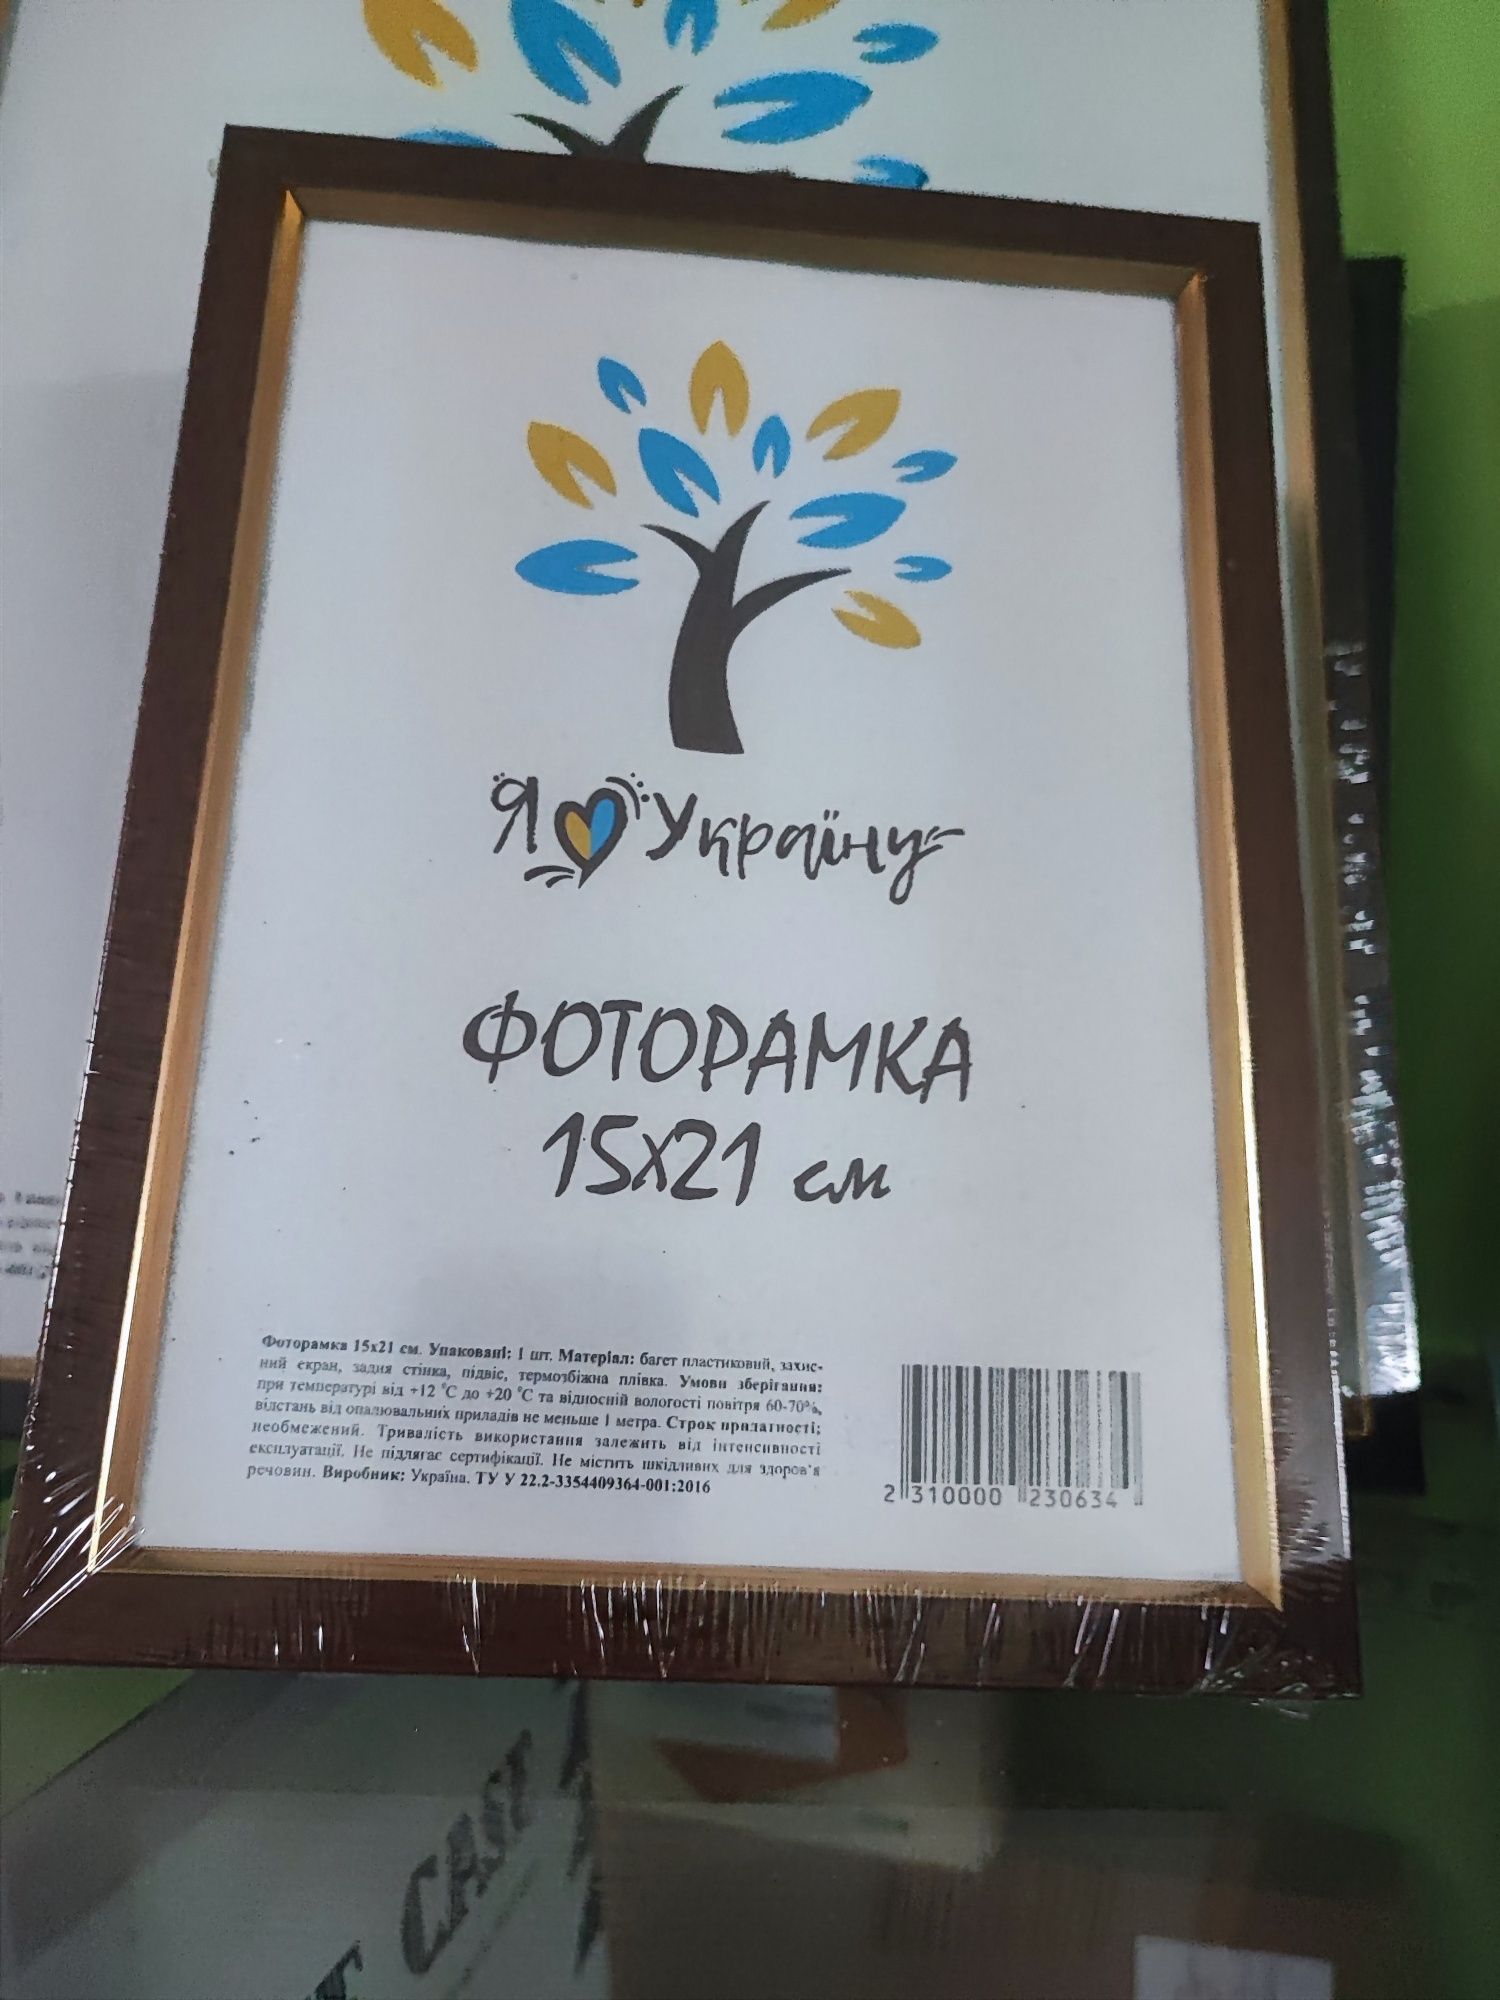 Я Україну
ФОТОРАМКА
15х21 см
Фоторамка 15х21 см. Упаковані: 1 шт. Матеріал: багет пластиковий, захис-
ний екран, задня стінка, підвіс, термозбіжна плівка. Умови зберігання:
при температурі від +12 °С до +20 °С та відносній вологості повітря 60-70%,
відстань від опалювальних приладів не меньше 1 метра. Строк придатності:
необмежений. Тривалість використання залежить від інтенсивності
експлуатації. Не підлягає сертифікації. Не містить шкідливих для здоров'я
речовин. Виробник: Україна. ТУ У 22.2-3354409364-001:2016
2 310000 230634
CAST